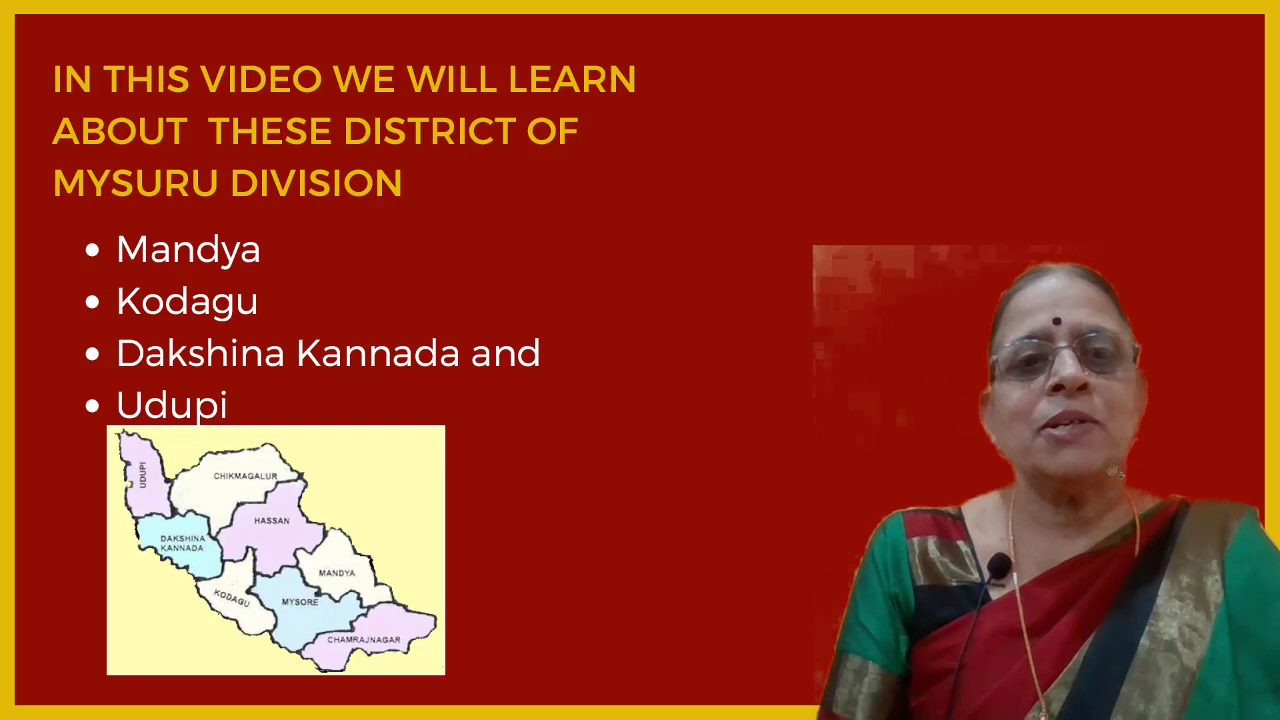 IN THIS VIDEO WE WILL LEARN
ABOUT THESE DISTRICT OF
MYSURU DIVISION
• Mandya
• Kodagu
• Dakshina Kannada and
• Udupi
UDUPI
CHIKMAGALUR
HASSAN
DAKSHINA
KANNADA
MANDYA
KODAGU
MYSORE
CHAMRAJNAGAR